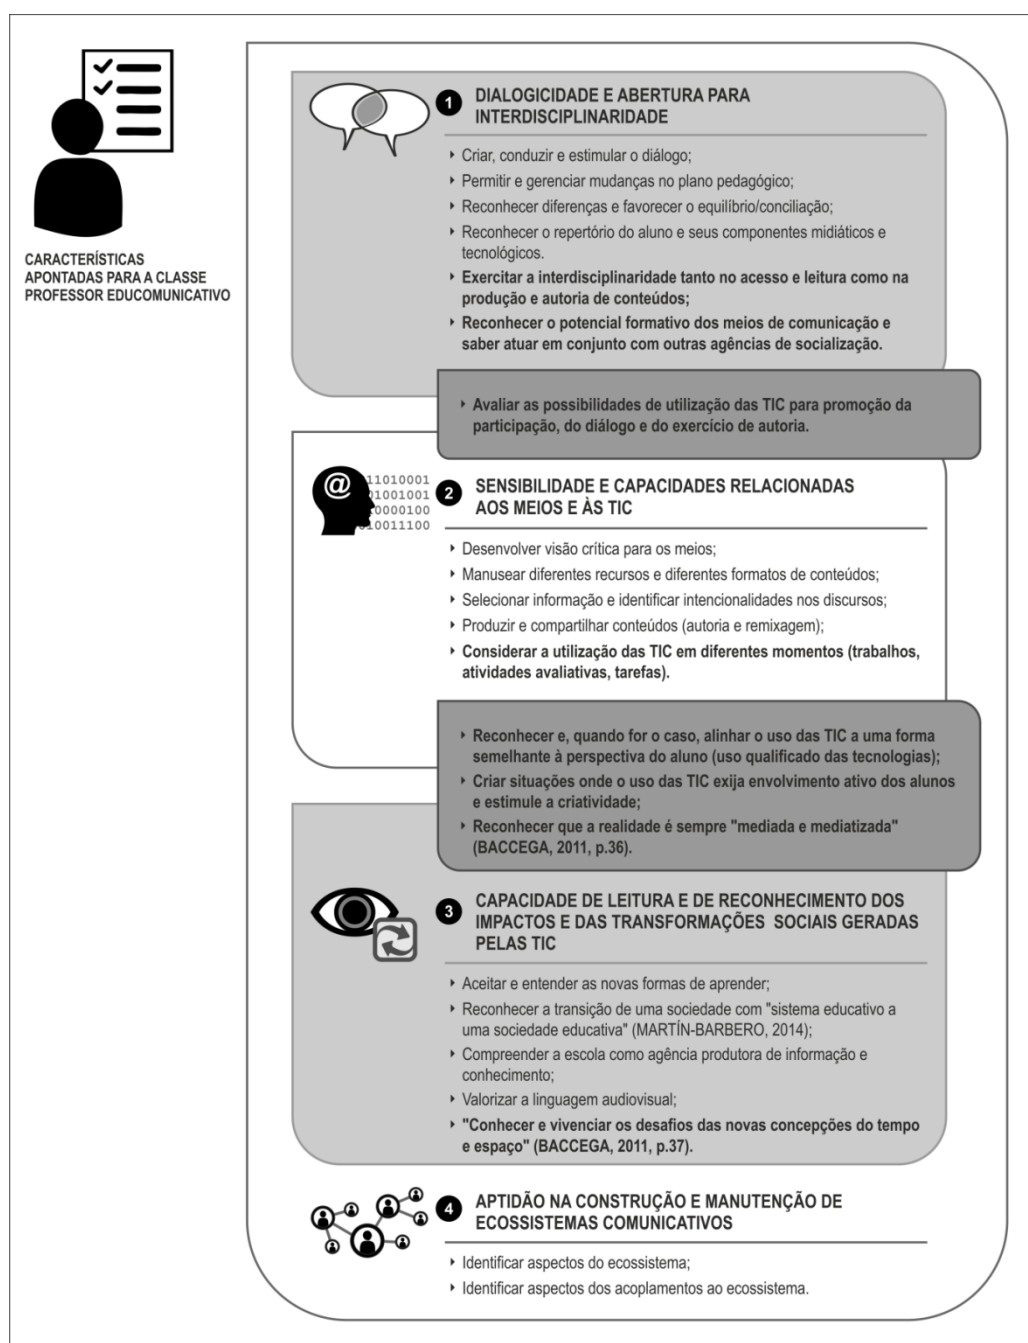 CARACTERÍSTICAS
APONTADAS PARA A CLASSE
PROFESSOR EDUCOMUNICATIVO
1 DIALOGICIDADE E ABERTURA PARA
INTERDISCIPLINARIDADE
‣ Criar, conduzir e estimular o diálogo;
‣ Permitir e gerenciar mudanças no plano pedagógico;
‣ Reconhecer diferenças e favorecer o equilíbrio/conciliação;
‣ Reconhecer o repertório do aluno e seus componentes midiáticos e
tecnológicos.
‣ Exercitar a interdisciplinaridade tanto no acesso e leitura como na
produção e autoria de conteúdos;
‣ Reconhecer o potencial formativo dos meios de comunicação e
saber atuar em conjunto com outras agências de socialização.
‣ Avaliar as possibilidades de utilização das TIC para promoção da
participação, do diálogo e do exercício de autoria.
@
11010001
01001001
10000100
010011100
2 SENSIBILIDADE E CAPACIDADES RELACIONADAS
AOS MEIOS E ÀS TIC
‣ Desenvolver visão crítica para os meios;
‣ Manusear diferentes recursos e diferentes formatos de conteúdos;
‣ Selecionar informação e identificar intencionalidades nos discursos;
‣ Produzir e compartilhar conteúdos (autoria e remixagem);
‣ Considerar a utilização das TIC em diferentes momentos (trabalhos,
atividades avaliativas, tarefas).
‣ Reconhecer e, quando for o caso, alinhar o uso das TIC a uma forma
semelhante à perspectiva do aluno (uso qualificado das tecnologias);
‣ Criar situações onde o uso das TIC exija envolvimento ativo dos alunos
e estimule a criatividade;
‣ Reconhecer que a realidade é sempre "mediada e mediatizada"
(BACCEGA, 2011, p.36).
3 CAPACIDADE DE LEITURA E DE RECONHECIMENTO DOS
IMPACTOS E DAS TRANSFORMAÇÕES SOCIAIS GERADAS
PELAS TIC
‣ Aceitar e entender as novas formas de aprender;
‣ Reconhecer a transição de uma sociedade com "sistema educativo a
uma sociedade educativa" (MARTÍN-BARBERO, 2014);
‣ Compreender a escola como agência produtora de informação e
conhecimento;
‣ Valorizar a linguagem audiovisual;
‣ "Conhecer e vivenciar os desafios das novas concepções do tempo
e espaço" (BACCEGA, 2011, p.37).
4 APTIDÃO NA CONSTRUÇÃO E MANUTENÇÃO DE
ECOSSISTEMAS COMUNICATIVOS
‣ Identificar aspectos do ecossistema;
‣ Identificar aspectos dos acoplamentos ao ecossistema.